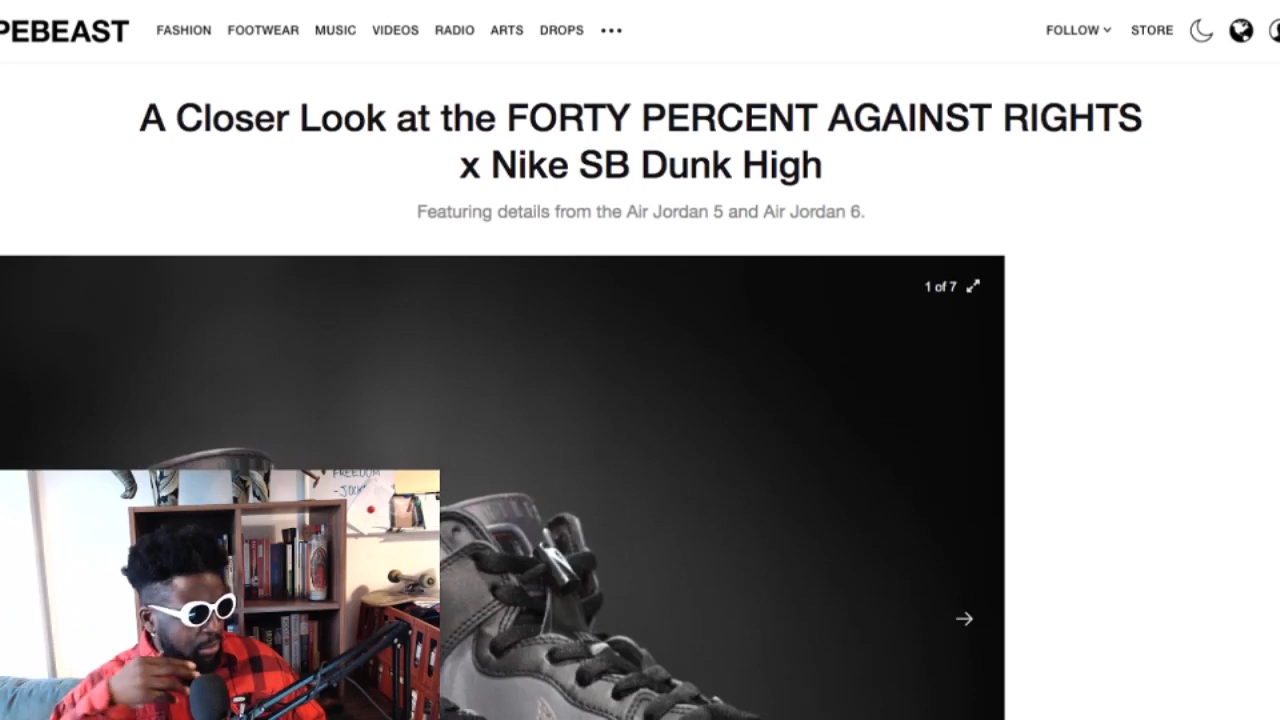 PEBEAST FASHION FOOTWEAR MUSIC VIDEOS RADIO ARTS DROPS ••• FOLLOW STORE
A Closer Look at the FORTY PERCENT AGAINST RIGHTS
x Nike SB Dunk High
Featuring details from the Air Jordan 5 and Air Jordan 6.
1 of 7
FREEDOM